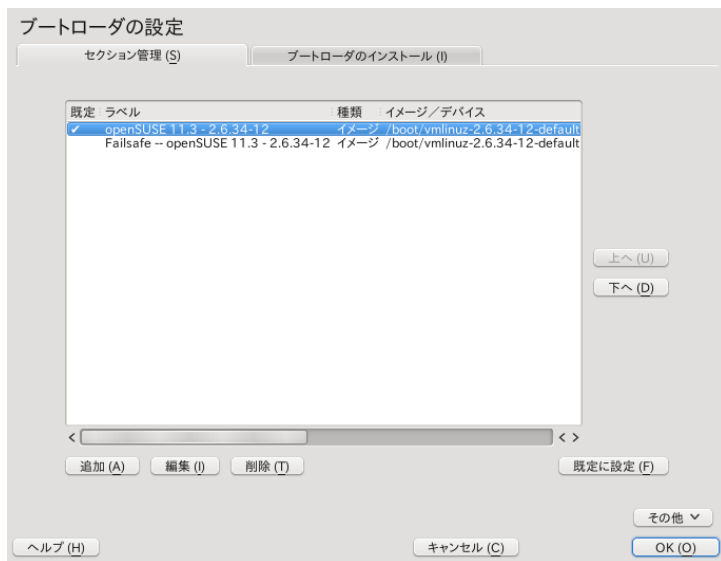 ブートローダの設定
セクション管理 (S) ブートローダのインストール (I)
既定 ラベル 種類 イメージ／デバイス
✔ openSUSE 11.3 - 2.6.34-12 イメージ /boot/vmlinuz-2.6.34-12-default
Failsafe -- openSUSE 11.3 - 2.6.34-12 イメージ /boot/vmlinuz-2.6.34-12-default
上へ (U)
下へ (D)
追加 (A) 編集 (I) 削除 (T) 既定に設定 (F)
その他
ヘルプ (H) キャンセル (C) OK (O)